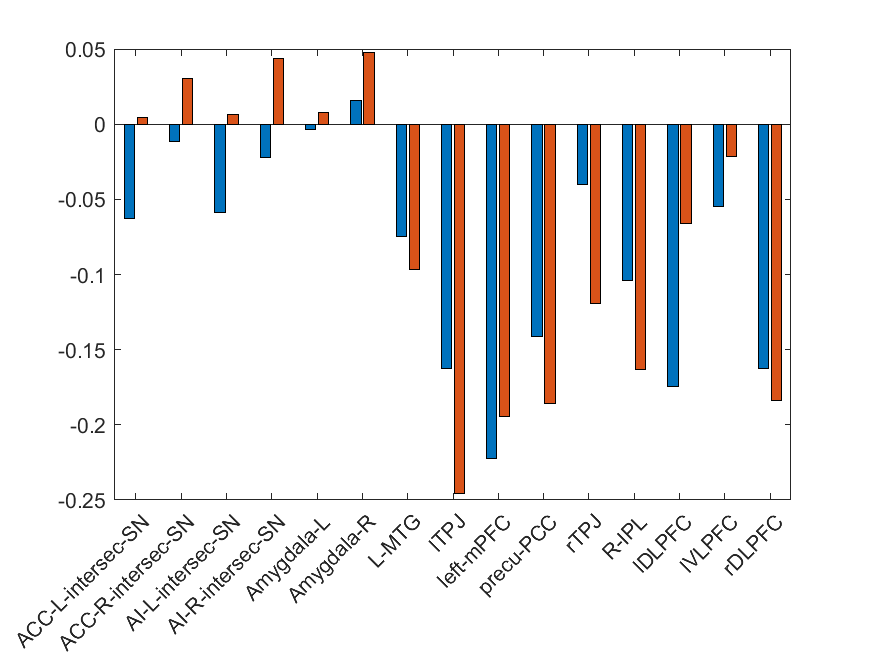 0.05
0
-0.05
-0.1
-0.15
-0.2
-0.25
ACC-L-intersec-SN
ACC-R-intersec-SN
AI-L-intersec-SN
AI-R-intersec-SN
Amygdala-L
Amygdala-R
L-MTG
lTPJ
left-mPFC
precu-PCC
rTPJ
R-IPL
lDLPFC
lVLPFC
rDLPFC